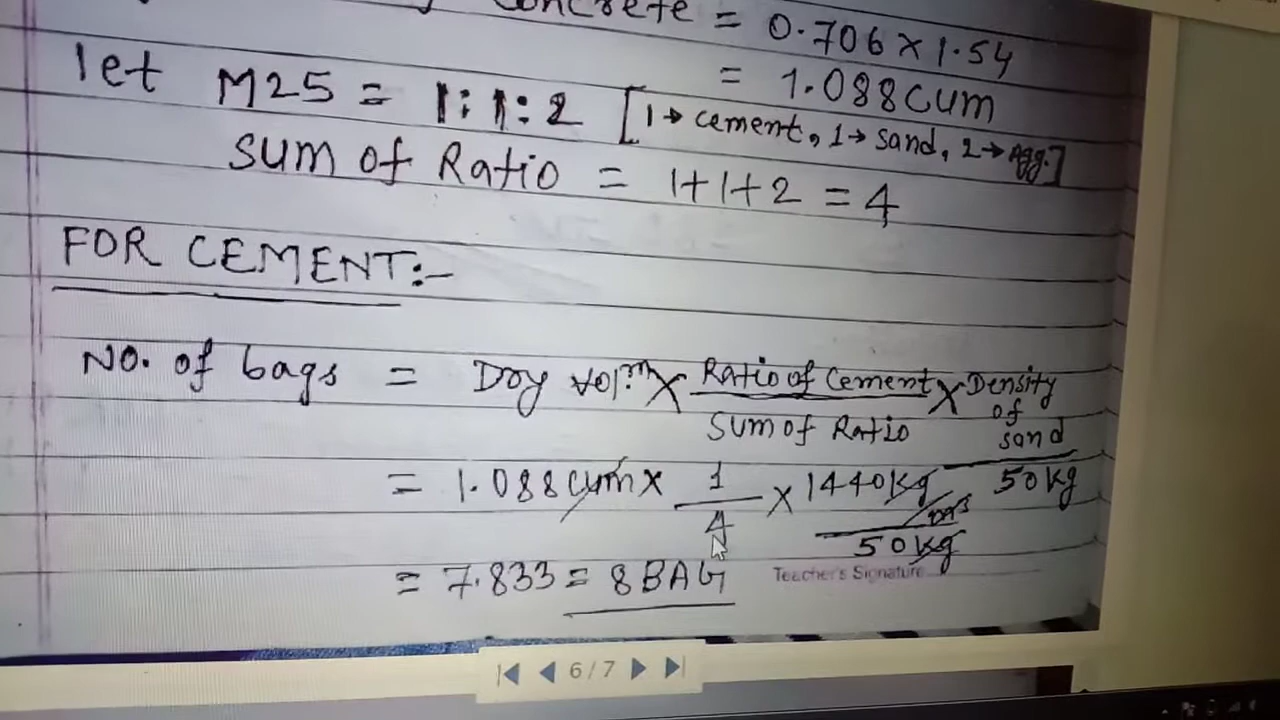 Concrete = 0.706 × 1.54
= 1.088 cum
let M25 = 1:1:2 [1→ cement, 1→ sand, 2→ Agg.]
Sum of Ratio = 1+1+2 = 4
FOR CEMENT:-
No. of bags = Dry × Ratio of Cement / Sum of Ratio × Density of sand / 50 kg
= 1.088 cum × 1/4 × 1440 kg / 50 kg
= 7.833 = 8 BAG
Teacher's Signature
6 / 7